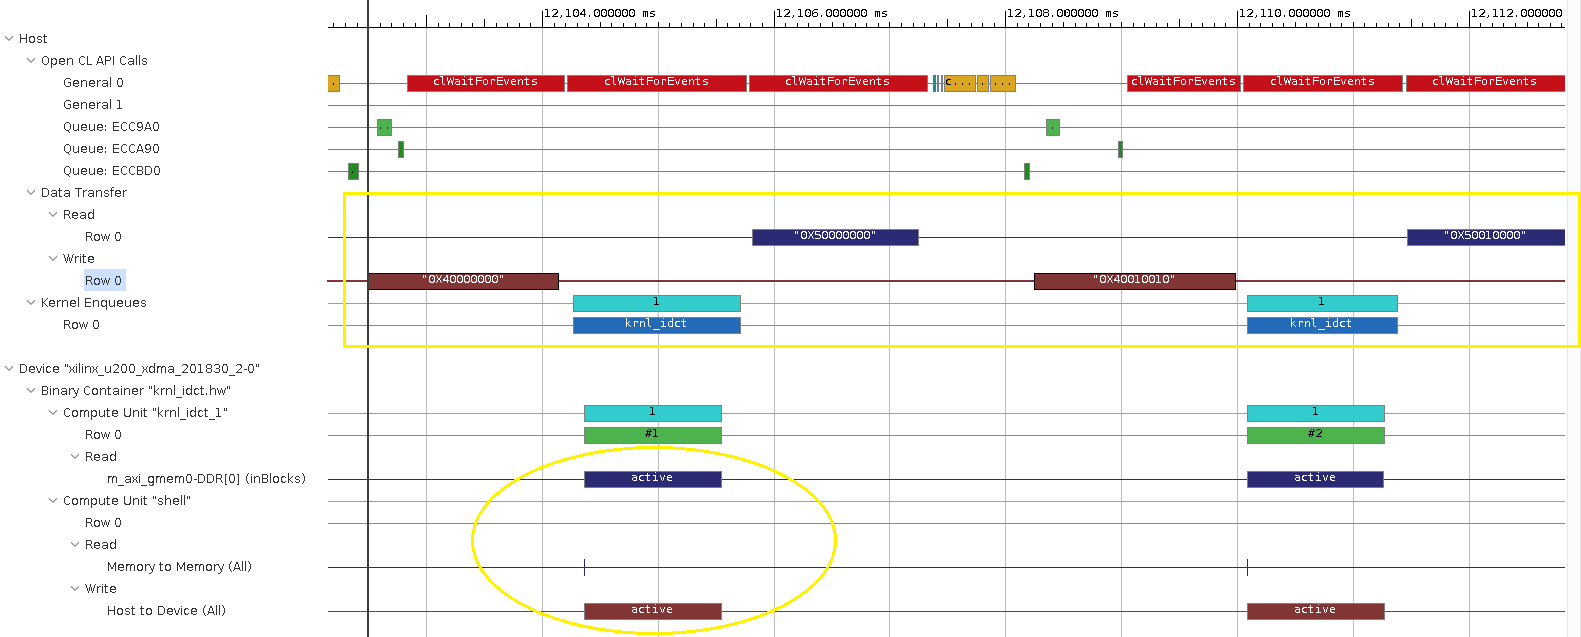 12,104.000000 ms 12,106.000000 ms 12,108.000000 ms 12,110.000000 ms 12,112.000000
Host
Open CL API Calls
General 0 . clWaitForEvents clWaitForEvents clWaitForEvents c... . ... clWaitForEvents clWaitForEvents clWaitForEvents
General 1
Queue: ECC9A0 .. .
Queue: ECCA90
Queue: ECCBD0 .
Data Transfer
Read
Row 0 "0X50000000" "0X50010000"
Write
Row 0 "0X40000000" "0X40010010"
Kernel Enqueues 1 1
Row 0 krnl_idct krnl_idct
Device "xilinx_u200_xdma_201830_2-0"
Binary Container "krnl_idct.hw"
Compute Unit "krnl_idct_1" 1 1
Row 0 #1 #2
Read
m_axi_gmem0-DDR[0] (inBlocks) active active
Compute Unit "shell"
Row 0
Read
Memory to Memory (All)
Write
Host to Device (All) active active